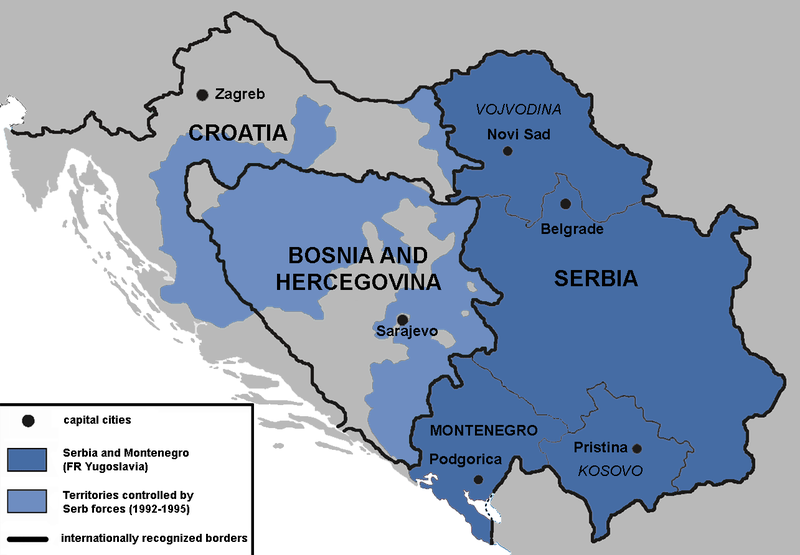 Zagreb
CROATIA
VOJVODINA
Novi Sad
Belgrade
BOSNIA AND
HERCEGOVINA
SERBIA
Sarajevo
MONTENEGRO
Podgorica
Pristina
KOSOVO
capital cities
Serbia and Montenegro
(FR Yugoslavia)
Territories controlled by
Serb forces (1992-1995)
internationally recognized borders